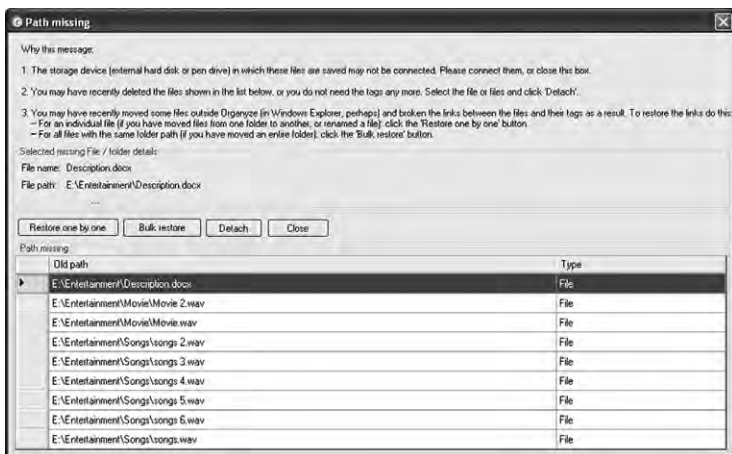 Path missing
Why this message:
1. The storage device (external hard disk or pen drive) in which these files are saved may not be connected. Please connect them, or close this box.
2. You may have recently deleted the files shown in the list below, or you do not need the tags any more. Select the file or files and click 'Detach'.
3. You may have recently moved some files outside Organyze (in Windows Explorer, perhaps) and broken the links between the files and their tags as a result. To restore the links do this:
– For an individual file (if you have moved files from one folder to another, or renamed a file): click the 'Restore one by one' button
– For all files with the same folder path (if you have moved an entire folder): click the 'Bulk restore' button.
Selected missing File / folder details
File name: Description.docx
File path: E:\Entertainment\Description.docx
...
Restore one by one Bulk restore Detach Close
Path missing
Old path Type
E:\Entertainment\Description.docx File
E:\Entertainment\Movie\Movie 2.wav File
E:\Entertainment\Movie\Movie.wav File
E:\Entertainment\Songs\songs 2.wav File
E:\Entertainment\Songs\songs 3.wav File
E:\Entertainment\Songs\songs 4.wav File
E:\Entertainment\Songs\songs 5.wav File
E:\Entertainment\Songs\songs 6.wav File
E:\Entertainment\Songs\songs.wav File